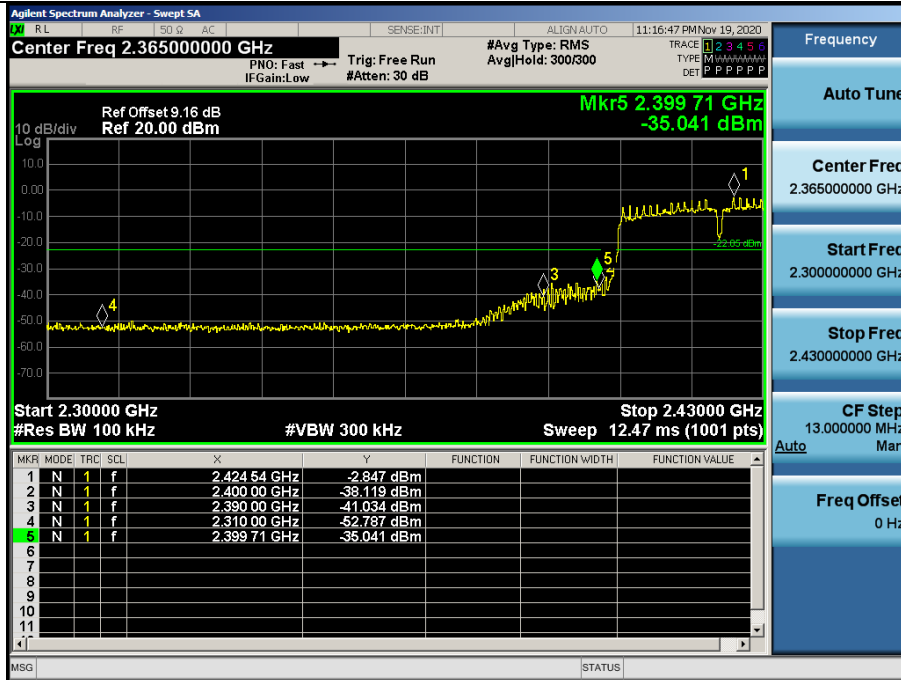 Agilent Spectrum Analyzer - Swept SA
LXI RL RF 50 Ω AC SENSE:INT ALIGN AUTO 11:16:47 PM Nov 19, 2020
Center Freq 2.365000000 GHz
PNO: Fast
IFGain:Low
Trig: Free Run
#Atten: 30 dB
#Avg Type: RMS
Avg|Hold: 300/300
TRACE 1 2 3 4 5 6
TYPE M
DET P P P P P P
Ref Offset 9.16 dB
Ref 20.00 dBm
10 dB/div
Log
Mkr5 2.399 71 GHz
-35.041 dBm
10.0
0.00
-10.0
-20.0
-30.0
-40.0
-50.0
-60.0
-70.0
1
-22.85 dBm
5
3
4
Start 2.30000 GHz Stop 2.43000 GHz
#Res BW 100 kHz #VBW 300 kHz Sweep 12.47 ms (1001 pts)
MKR MODE TRC SCL X Y FUNCTION FUNCTION WIDTH FUNCTION VALUE
1 N 1 f 2.424 54 GHz -2.847 dBm
2 N 1 f 2.400 00 GHz -38.119 dBm
3 N 1 f 2.390 00 GHz -41.034 dBm
4 N 1 f 2.310 00 GHz -52.787 dBm
5 N 1 f 2.399 71 GHz -35.041 dBm
6
7
8
9
10
11
MSG STATUS
Frequency
Auto Tune
Center Freq
2.365000000 GHz
Start Freq
2.300000000 GHz
Stop Freq
2.430000000 GHz
CF Step
13.000000 MHz
Auto Man
Freq Offset
0 Hz